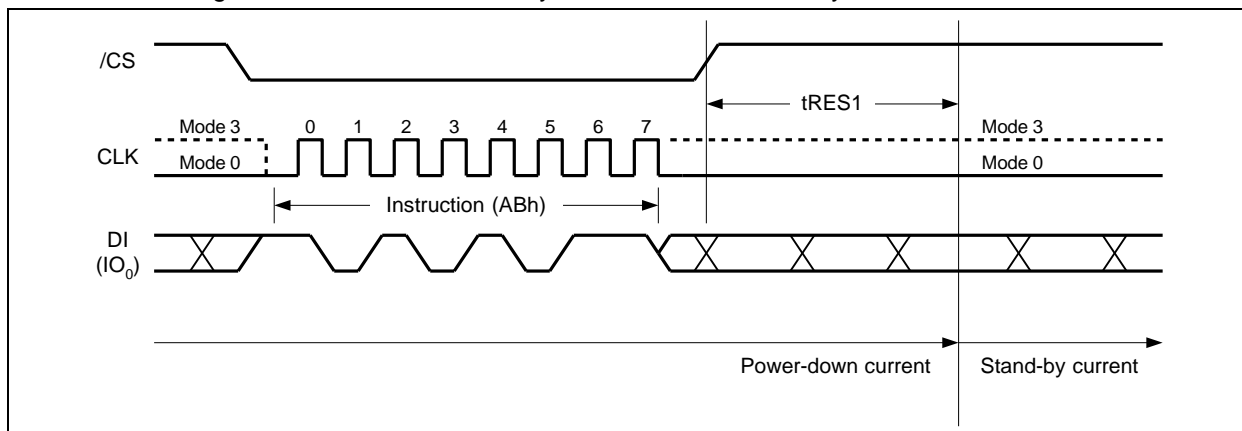 /CS
tRES1
Mode 3 0 1 2 3 4 5 6 7 Mode 3
CLK
Mode 0 Mode 0
Instruction (ABh)
DI
(IO₀)
Power-down current Stand-by current